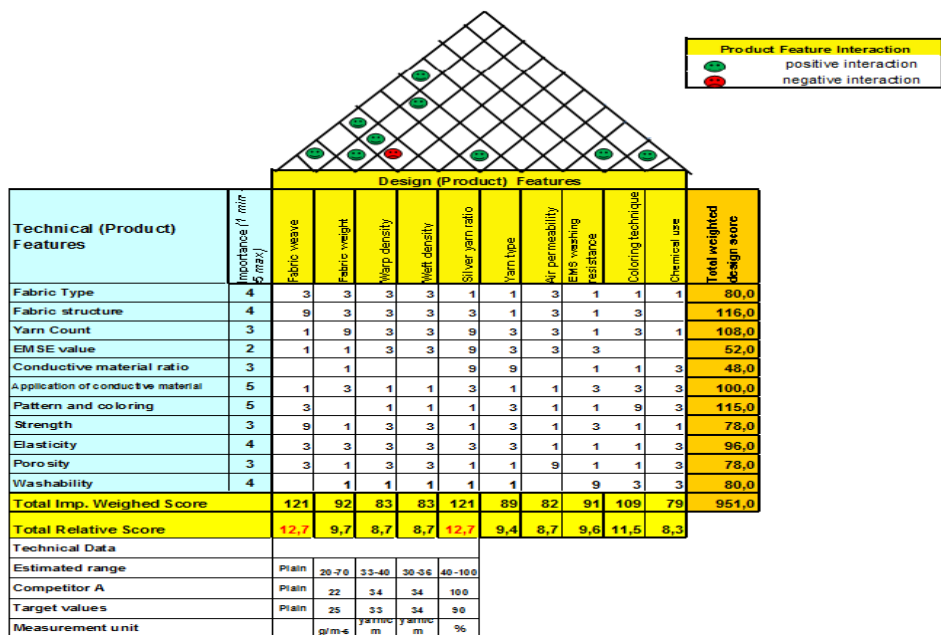 Product Feature Interaction
positive interaction
negative interaction
Design (Product) Features
Technical (Product)
Features
Importance (1 min -
5 max)
Fabric weave
Fabric weight
Warp density
Weft density
Silver yarn ratio
Yarn type
Air permeability
EMS washing
resistance
Coloring technique
Chemical use
Total weighted
design score
Fabric Type 4 3 3 3 3 1 1 3 1 1 1 80,0
Fabric structure 4 9 3 3 3 3 1 3 1 3 116,0
Yarn Count 3 1 9 3 3 9 3 3 1 3 1 108,0
EMSE value 2 1 1 3 3 9 3 3 3 52,0
Conductive material ratio 3 1 9 9 1 1 3 48,0
Application of conductive material 5 1 3 1 1 3 1 1 3 3 3 100,0
Pattern and coloring 5 3 1 1 1 3 1 1 9 3 115,0
Strength 3 9 1 3 3 1 3 1 3 1 1 78,0
Elasticity 4 3 3 3 3 3 3 1 1 1 3 96,0
Porosity 3 3 1 3 3 1 1 9 1 1 3 78,0
Washability 4 1 1 1 1 1 9 3 3 80,0
Total Imp. Weighed Score 121 92 83 83 121 89 82 91 109 79 951,0
Total Relative Score 12,7 9,7 8,7 8,7 12,7 9,4 8,7 9,6 11,5 8,3
Technical Data
Estimated range Plain 20-70 33-40 30-36 40-100
Competitor A Plain 22 34 34 100
Target values Plain 25 33 34 90
Measurement unit g/m-s m m %